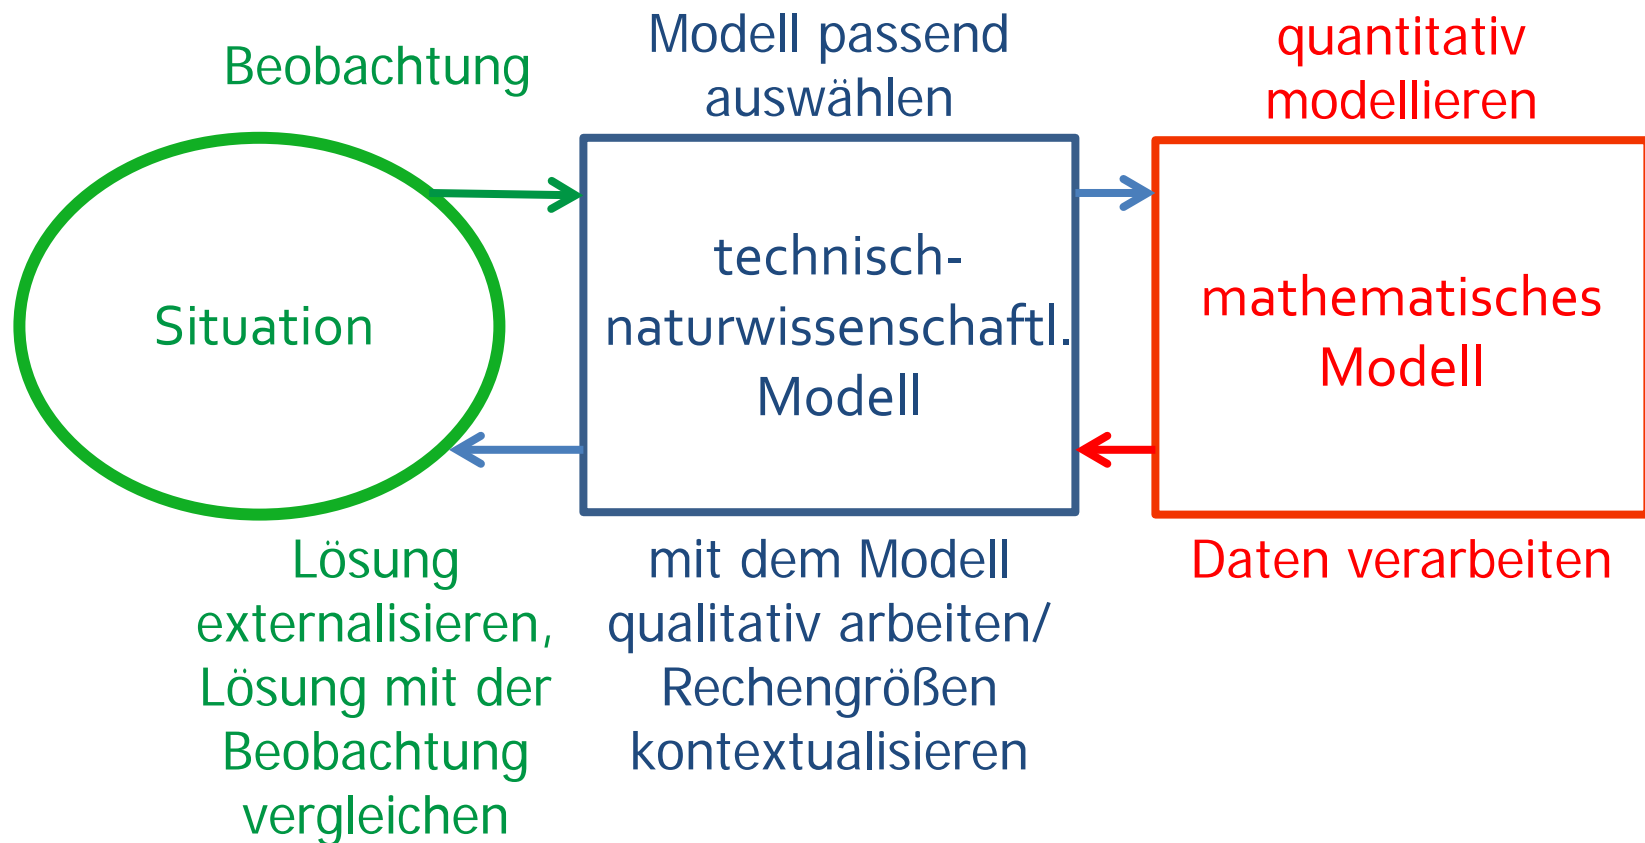 Beobachtung
Modell passend
auswählen
quantitativ
modellieren
Situation
technisch-
naturwissenschaftl.
Modell
mathematisches
Modell
Lösung
externalisieren,
Lösung mit der
Beobachtung
vergleichen
mit dem Modell
qualitativ arbeiten/
Rechengrößen
kontextualisieren
Daten verarbeiten